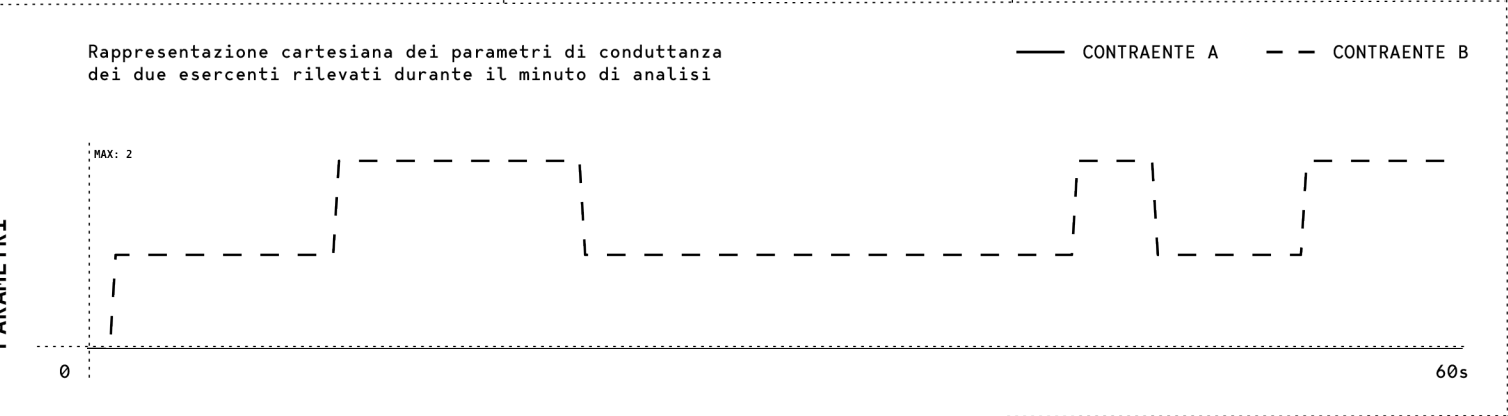 Rappresentazione cartesiana dei parametri di conduttanza
dei due esercenti rilevati durante il minuto di analisi
CONTRAENTE A
CONTRAENTE B
MAX: 2
PARAMETRI
0
60s